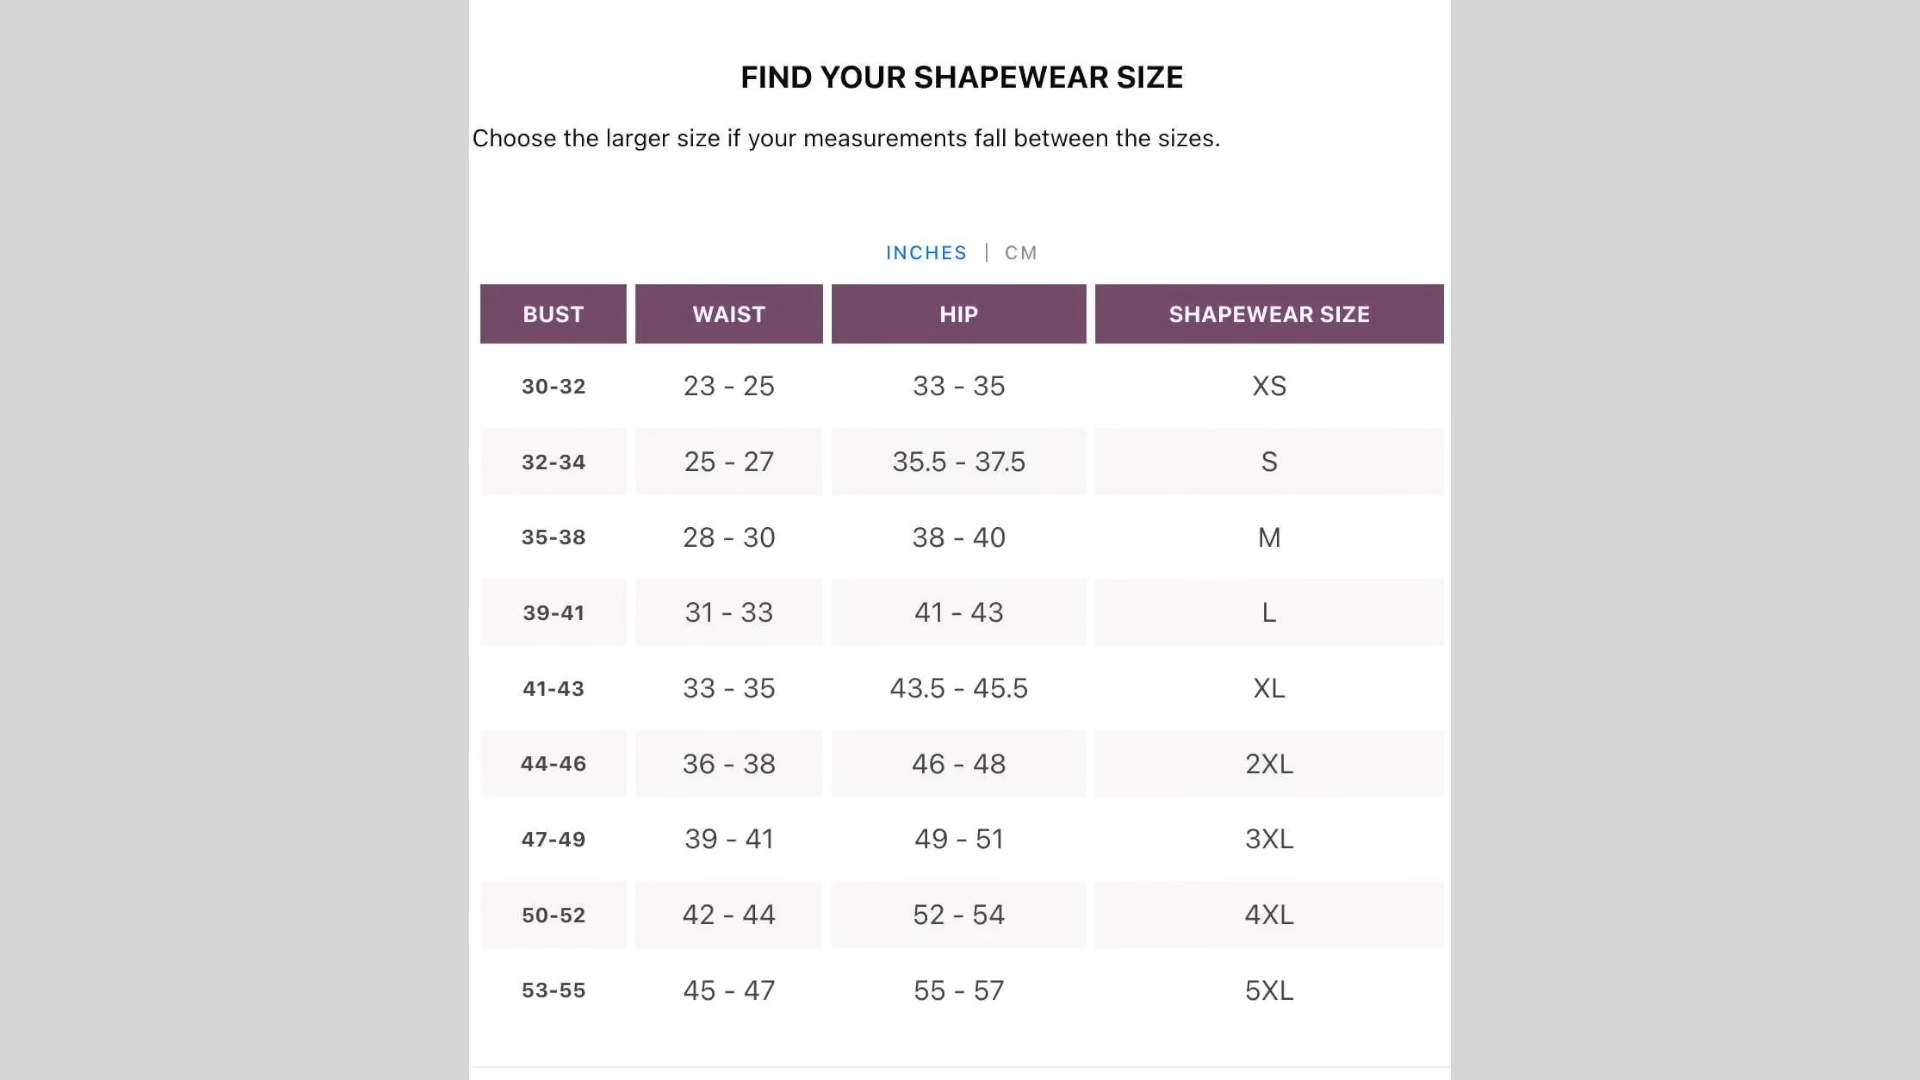 FIND YOUR SHAPEWEAR SIZE
Choose the larger size if your measurements fall between the sizes.
INCHES | CM
BUST WAIST HIP SHAPEWEAR SIZE
30-32 23 - 25 33 - 35 XS
32-34 25 - 27 35.5 - 37.5 S
35-38 28 - 30 38 - 40 M
39-41 31 - 33 41 - 43 L
41-43 33 - 35 43.5 - 45.5 XL
44-46 36 - 38 46 - 48 2XL
47-49 39 - 41 49 - 51 3XL
50-52 42 - 44 52 - 54 4XL
53-55 45 - 47 55 - 57 5XL